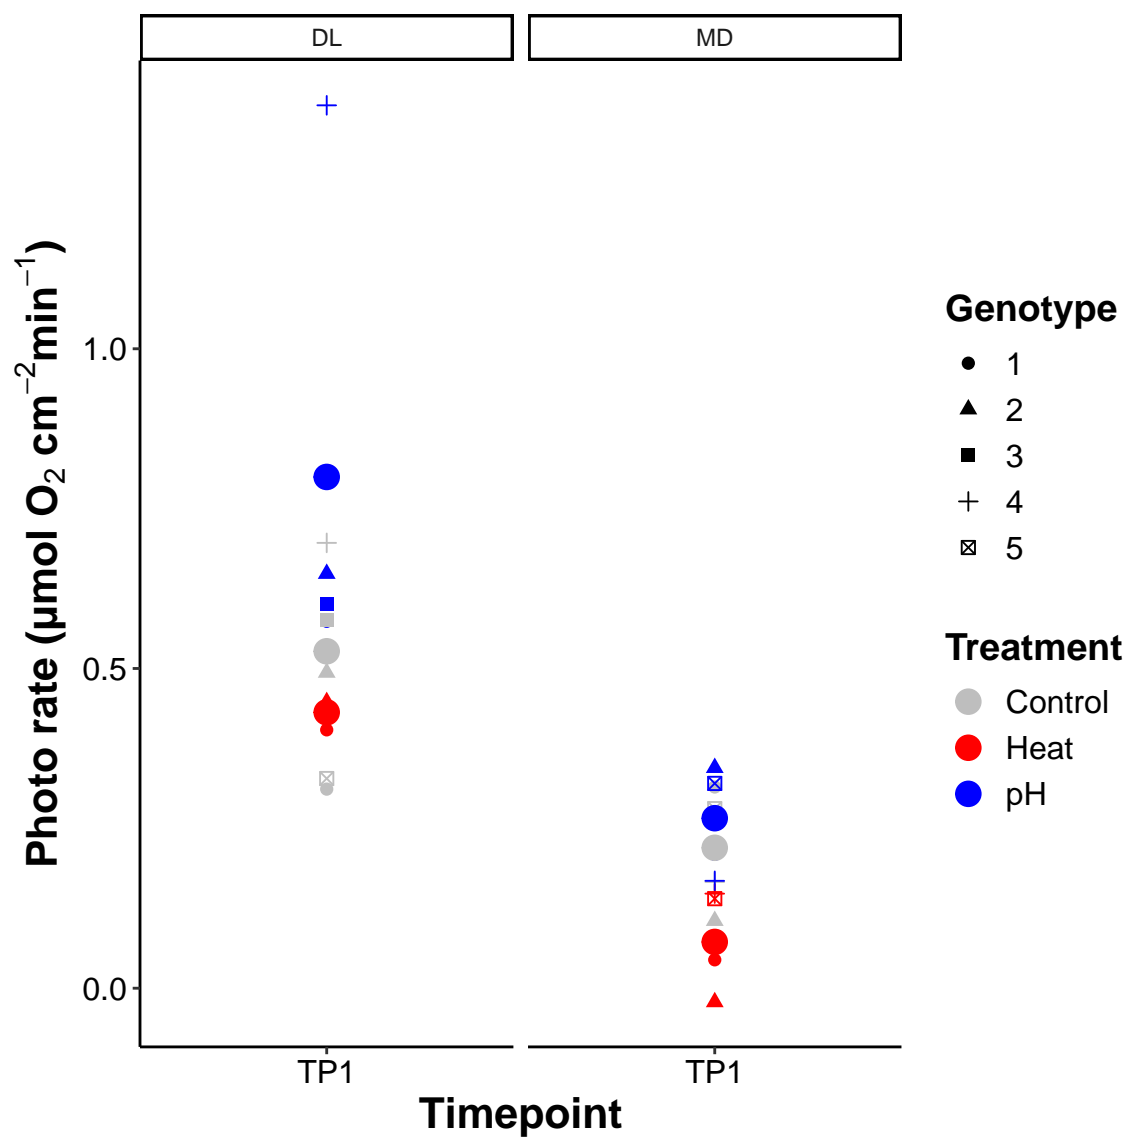 DL
MD
Photo rate (μmol O₂ cm⁻²min⁻¹)
1.0
0.5
0.0
TP1
TP1
Timepoint
Genotype
1
2
3
4
5
Treatment
Control
Heat
pH